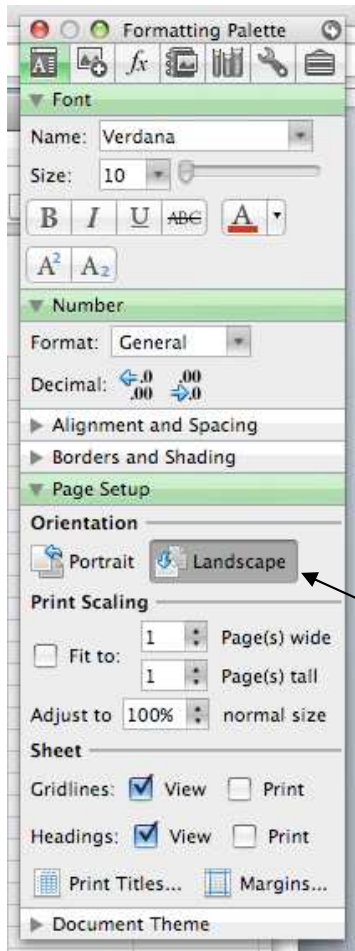 Formatting Palette
A fx
Font
Name: Verdana
Size: 10
B I U ABC A
A² A₂
Number
Format: General
Decimal: .0 .00 .00 .0
Alignment and Spacing
Borders and Shading
Page Setup
Orientation
Portrait Landscape
Print Scaling
1 Page(s) wide
Fit to:
1 Page(s) tall
Adjust to 100% normal size
Sheet
Gridlines: View Print
Headings: View Print
Print Titles... Margins...
Document Theme